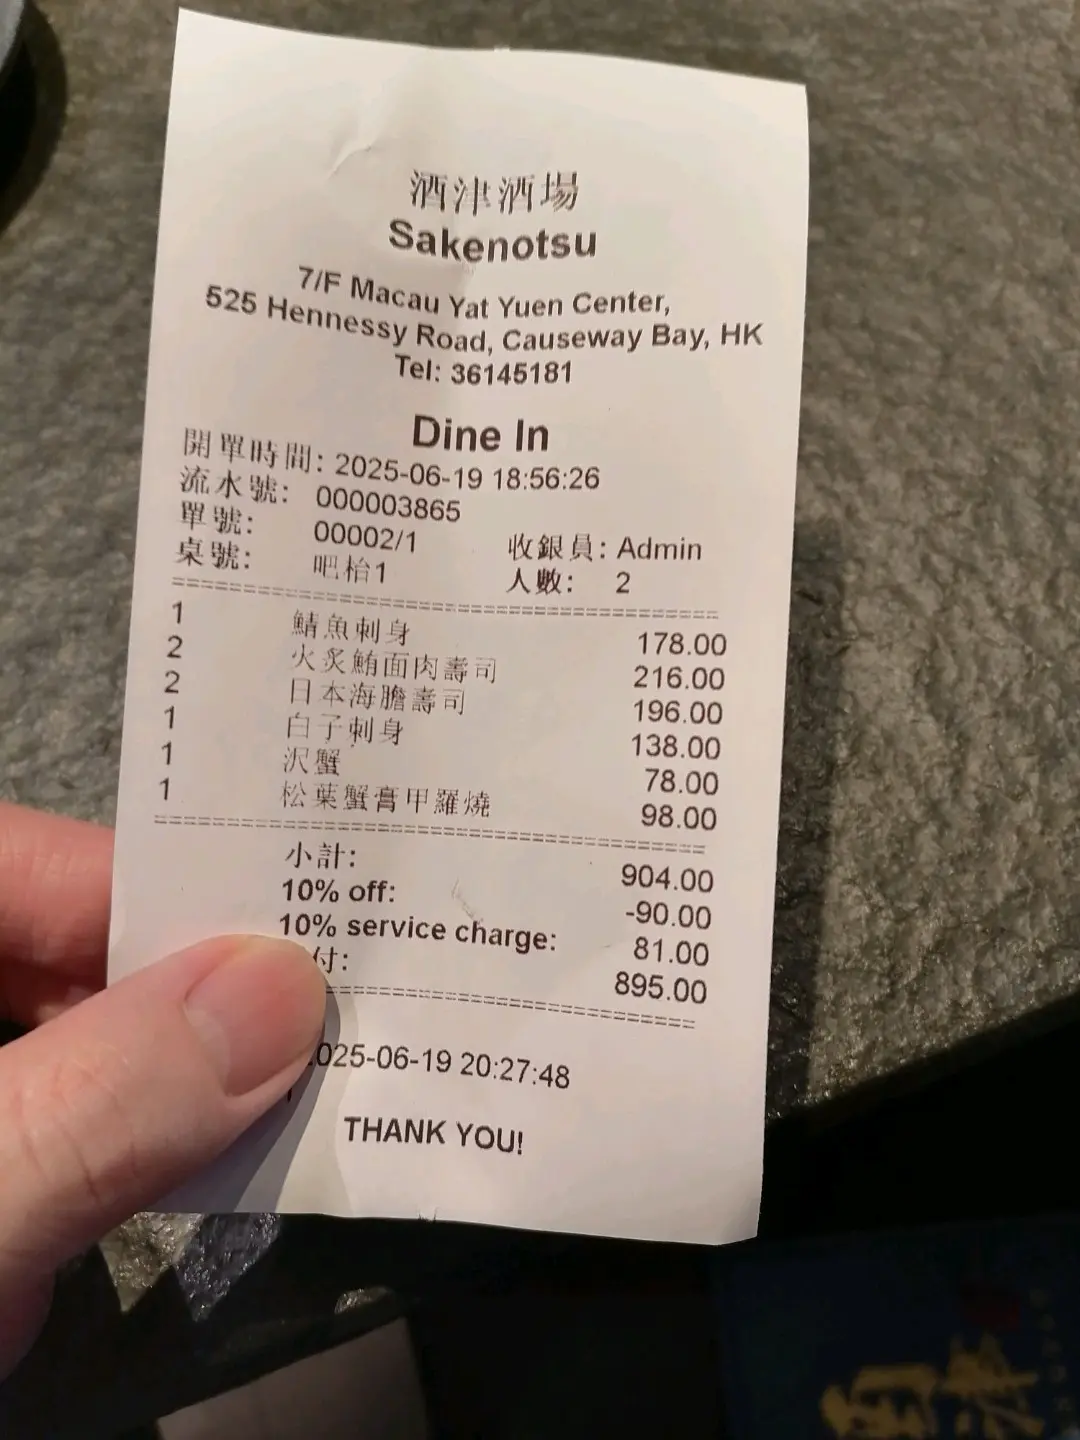 酒津酒場
Sakenotsu
7/F Macau Yat Yuen Center,
525 Hennessy Road, Causeway Bay, HK
Tel: 36145181
Dine In
開單時間: 2025-06-19 18:56:26
流水號: 000003865
單號: 00002/1 收銀員: Admin
桌號: 吧枱1 人數: 2
1 鯖魚刺身 178.00
2 火炙鮪面肉壽司 216.00
2 日本海膽壽司 196.00
1 白子刺身 138.00
1 沢蟹 78.00
1 松葉蟹膏甲羅燒 98.00
小計: 904.00
10% off: -90.00
10% service charge: 81.00
付: 895.00
025-06-19 20:27:48
THANK YOU!